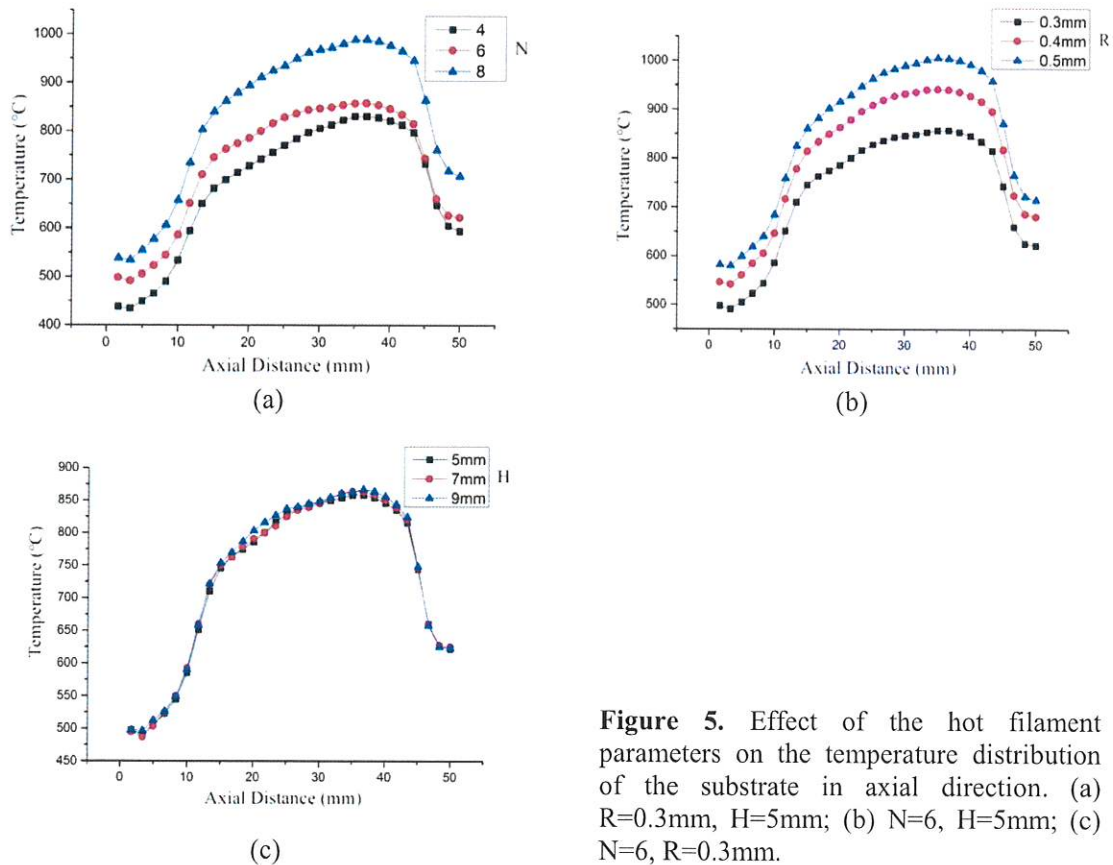 1000
900
800
700
600
500
400
Temperature (°C)
4
6
8
N
0 10 20 30 40 50
Axial Distance (mm)
(a)
1000
900
800
700
600
500
Temperature (°C)
0.3mm
0.4mm
0.5mm
R
0 10 20 30 40 50
Axial Distance (mm)
(b)
900
850
800
750
700
650
600
550
500
450
Temperature (°C)
5mm
7mm
9mm
H
0 10 20 30 40 50
Axial Distance (mm)
(c)
Figure 5. Effect of the hot filament
parameters on the temperature distribution
of the substrate in axial direction. (a)
R=0.3mm, H=5mm; (b) N=6, H=5mm; (c)
N=6, R=0.3mm.